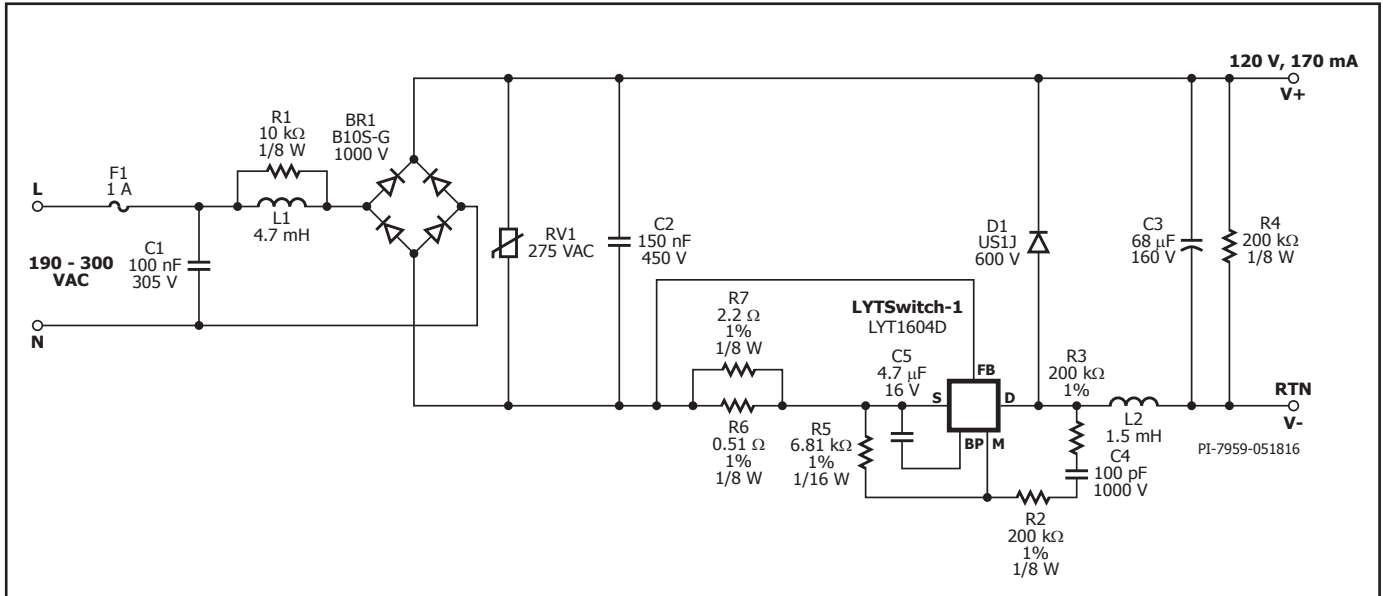 120 V, 170 mA
V+
R1
10 kΩ
1/8 W
BR1
B10S-G
1000 V
F1
1 A
L
L1
4.7 mH
C1
100 nF
305 V
190 - 300
VAC
N
RV1
275 VAC
C2
150 nF
450 V
D1
US1J
600 V
C3
68 µF
160 V
R4
200 kΩ
1/8 W
R7
2.2 Ω
1%
1/8 W
LYTSwitch-1
LYT1604D
C5
4.7 µF
16 V
FB
S
D
BP
M
R3
200 kΩ
1%
L2
1.5 mH
RTN
V-
R6
0.51 Ω
1%
1/8 W
R5
6.81 kΩ
1%
1/16 W
C4
100 pF
1000 V
R2
200 kΩ
1%
1/8 W
PI-7959-051816